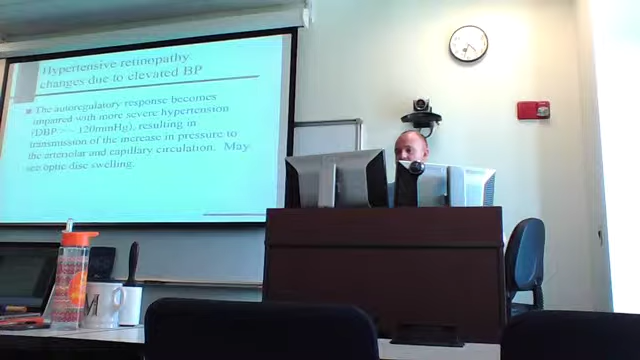 Hypertensive retinopathy
changes due to elevated BP
The autoregulatory response becomes
impaired with more severe hypertension
(DBP >~ 120mmHg), resulting in
transmission of the increase in pressure to
the arteriolar and capillary circulation. May
see optic disc swelling.
M